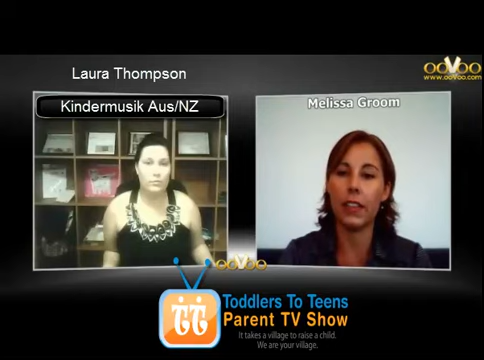 Laura Thompson
ooVoo
www.ooVoo.com
Kindermusik Aus/NZ
Melissa Groom
ooVoo
tt
Toddlers To Teens
Parent TV Show
It takes a village to raise a child.
We are your village.